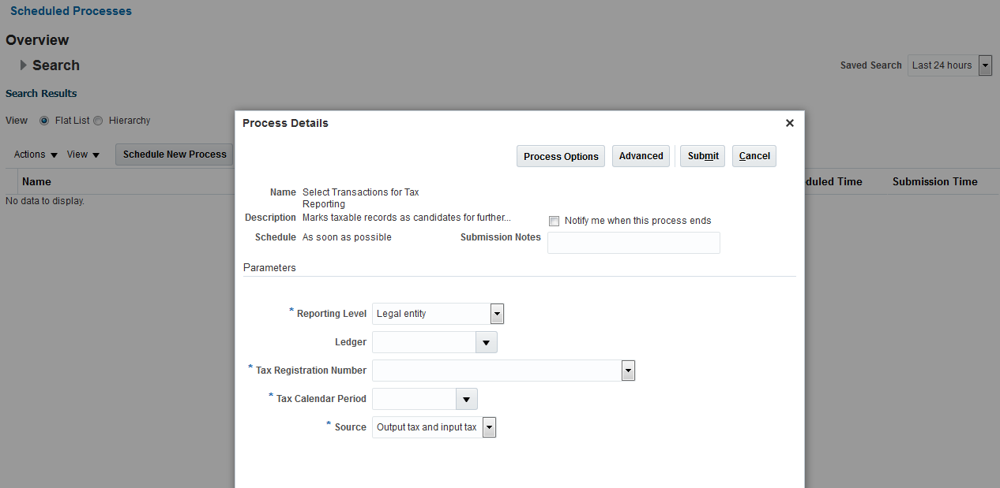 Scheduled Processes
Overview
Search
Saved Search Last 24 hours
Search Results
View Flat List Hierarchy
Actions View Schedule New Process
Name
duled Time Submission Time
No data to display.
Process Details
Process Options Advanced Submit Cancel
Name Select Transactions for Tax
Reporting
Description Marks taxable records as candidates for further...
Notify me when this process ends
Schedule As soon as possible
Submission Notes
Parameters
* Reporting Level Legal entity
Ledger
* Tax Registration Number
* Tax Calendar Period
* Source Output tax and input tax